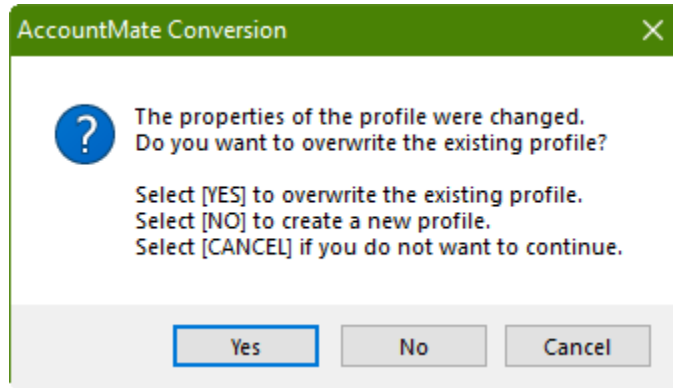 AccountMate Conversion
The properties of the profile were changed.
Do you want to overwrite the existing profile?
Select [YES] to overwrite the existing profile.
Select [NO] to create a new profile.
Select [CANCEL] if you do not want to continue.
Yes
No
Cancel